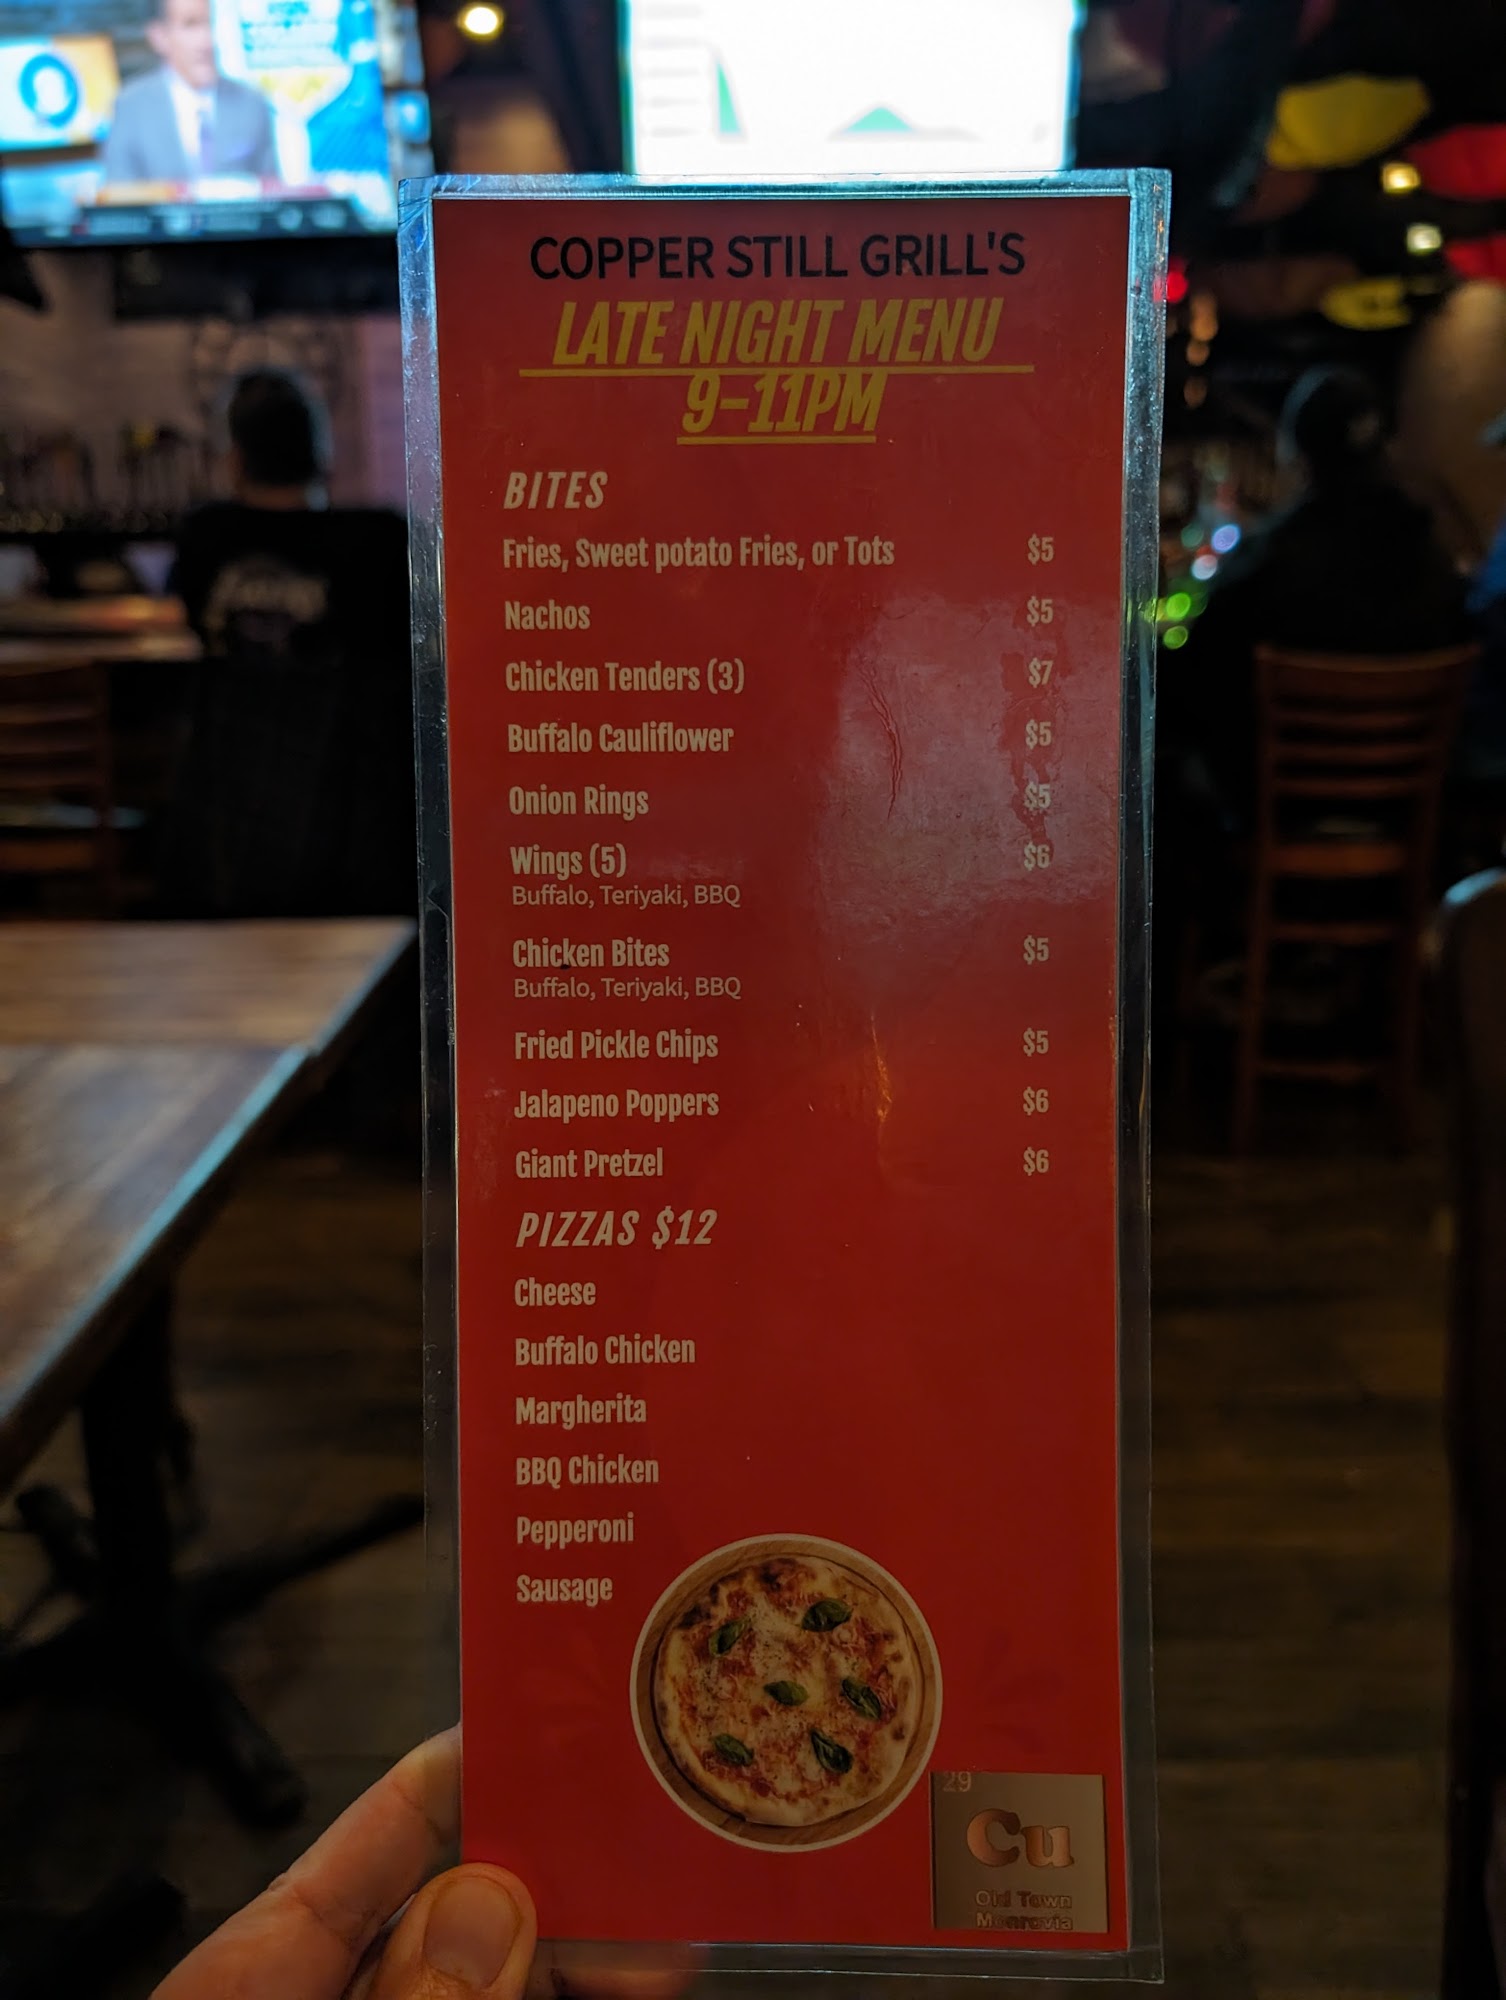 COPPER STILL GRILL'S
LATE NIGHT MENU
9-11PM
BITES
Fries, Sweet potato Fries, or Tots $5
Nachos $5
Chicken Tenders (3) $7
Buffalo Cauliflower $5
Onion Rings $5
Wings (5) $6
Buffalo, Teriyaki, BBQ
Chicken Bites $5
Buffalo, Teriyaki, BBQ
Fried Pickle Chips $5
Jalapeno Poppers $6
Giant Pretzel $6
PIZZAS $12
Cheese
Buffalo Chicken
Margherita
BBQ Chicken
Pepperoni
Sausage
29
Cu
Old Town
Monrovia